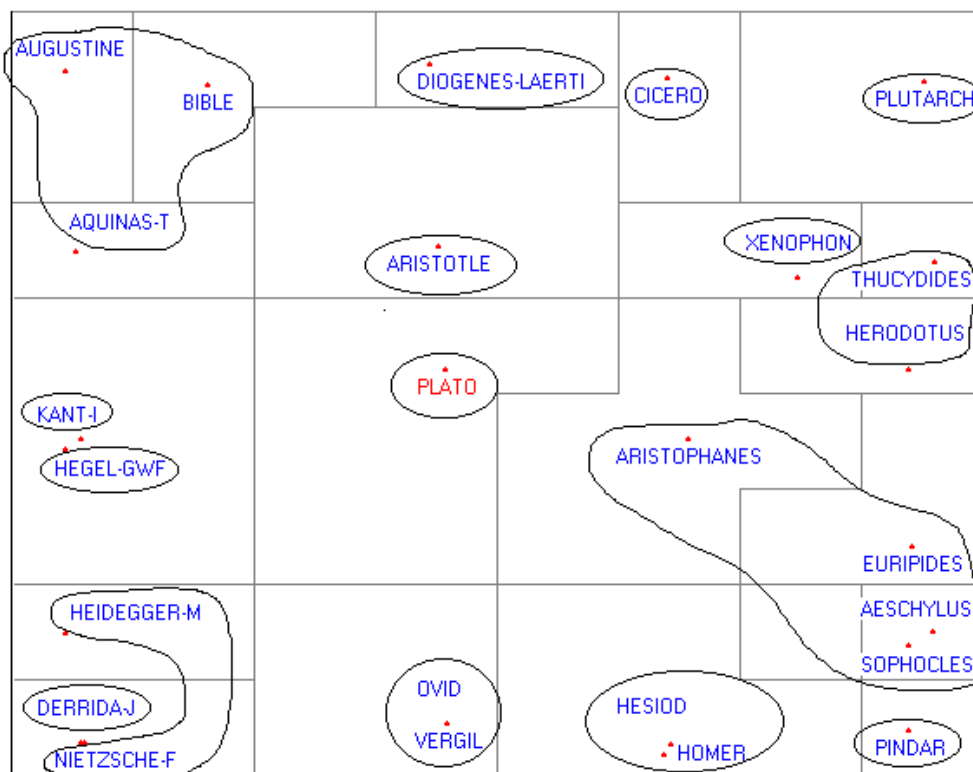 AUGUSTINE
BIBLE
DIOGENES-LAERTI
CICERO
PLUTARCH
AQUINAS-T
ARISTOTLE
XENOPHON
THUCYDIDES
HERODOTUS
PLATO
KANT-I
HEGEL-GWF
ARISTOPHANES
EURIPIDES
HEIDEGGER-M
AESCHYLUS
SOPHOCLES
DERRIDA-J
OVID
HESIOD
NIETZSCHE-F
VERGIL
HOMER
PINDAR